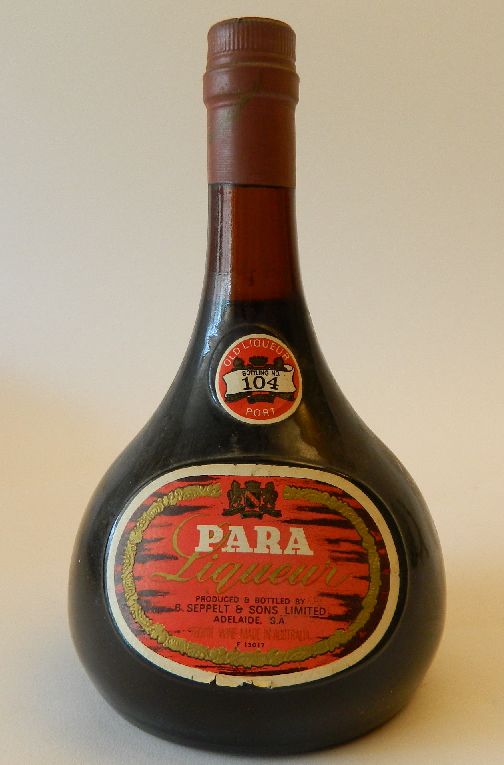 OLD LIQUEUR
BOTTLING NO.
104
PORT
N
PARA
Liqueur
PRODUCED & BOTTLED BY
B. SEPPELT & SONS LIMITED
ADELAIDE, S.A
WINE MADE IN AUSTRALIA
F 13017